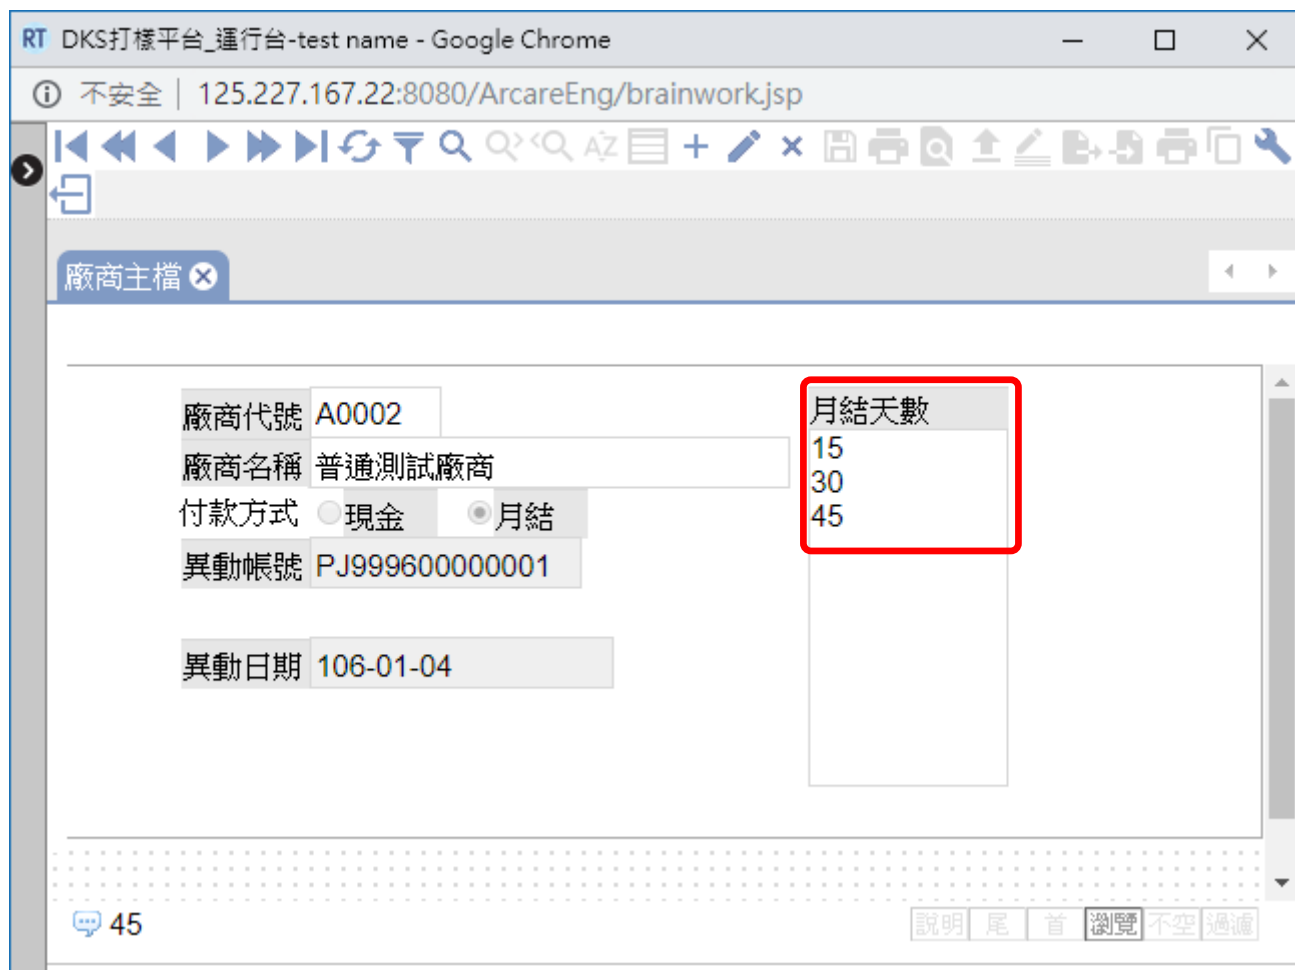 RT DKS打樣平台_運行台-test name - Google Chrome
不安全 | 125.227.167.22:8080/ArcareEng/brainwork.jsp
AZ
廠商主檔
廠商代號 A0002
廠商名稱 普通測試廠商
付款方式 現金 月結
異動帳號 PJ999600000001
異動日期 106-01-04
月結天數
15
30
45
45
說明 尾 首 瀏覽 不空 過濾